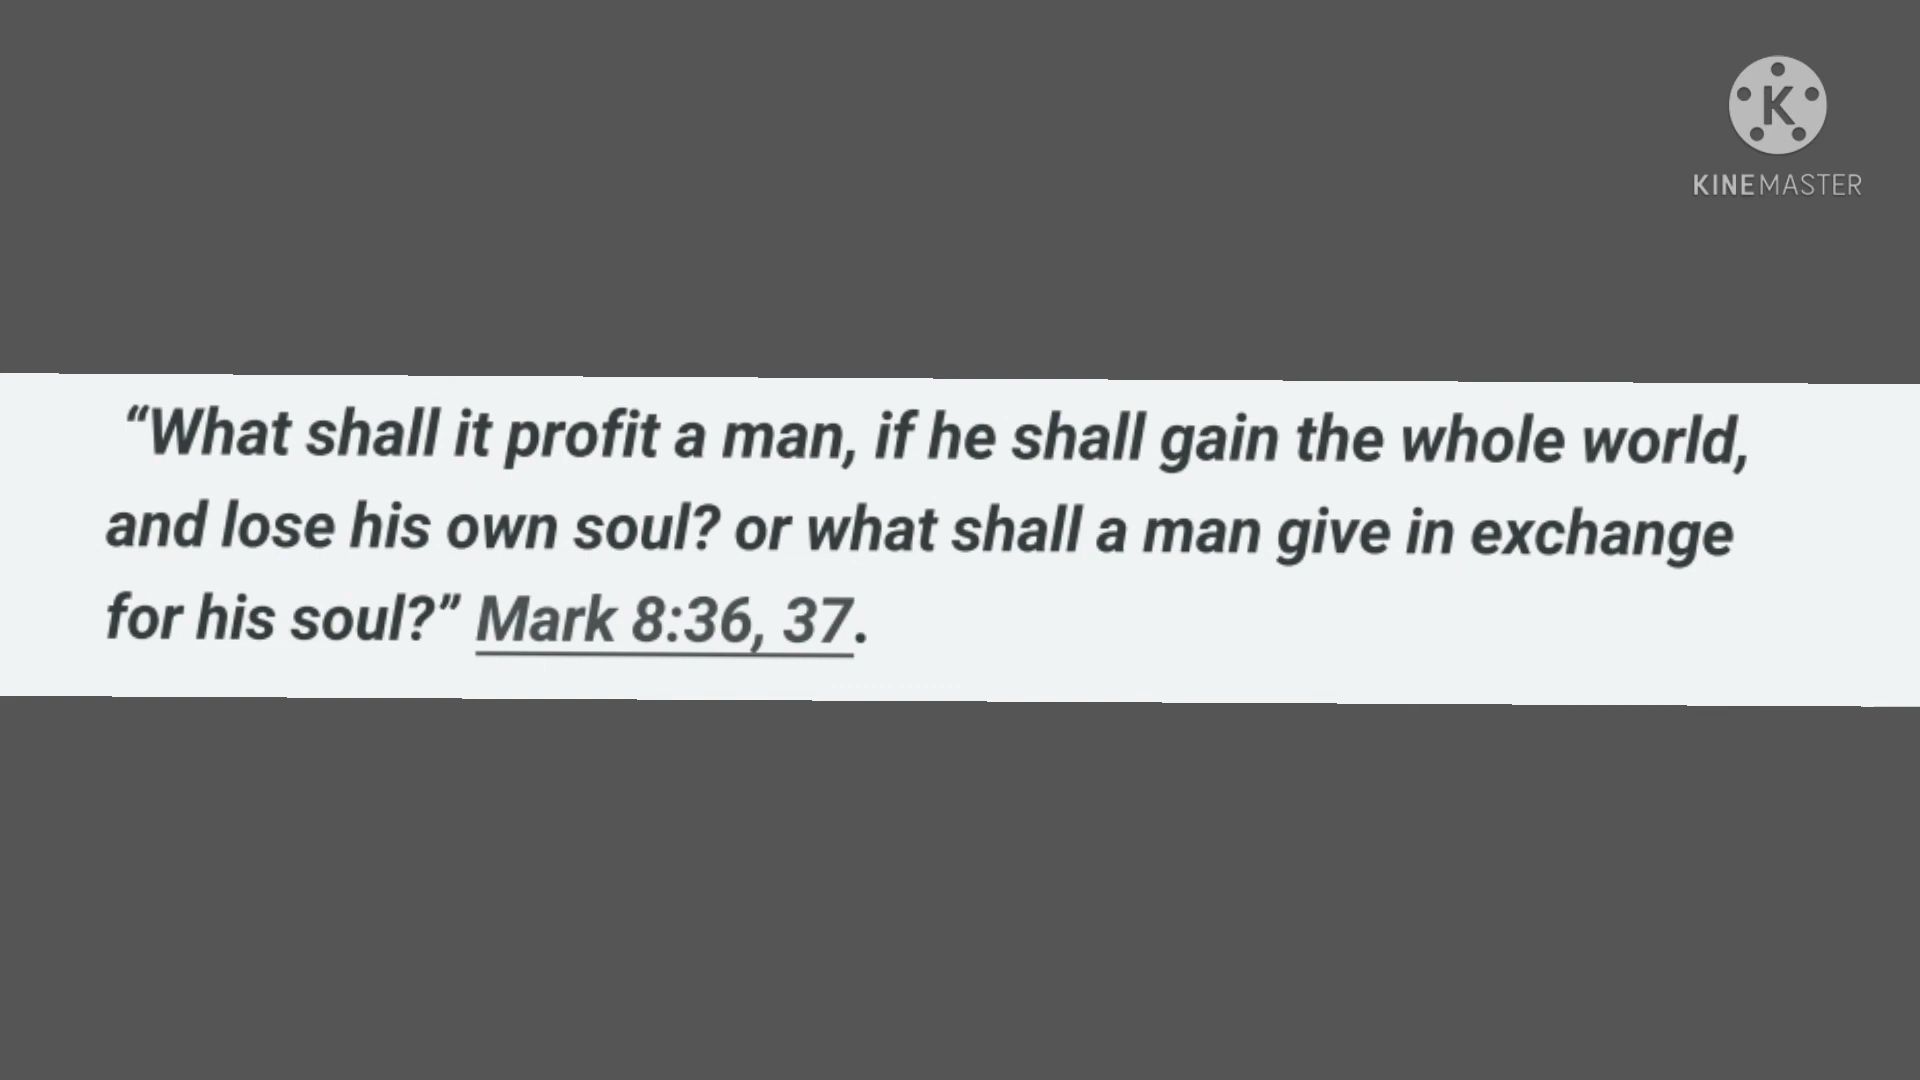 K
KINEMASTER
“What shall it profit a man, if he shall gain the whole world,
and lose his own soul? or what shall a man give in exchange
for his soul?” Mark 8:36, 37.